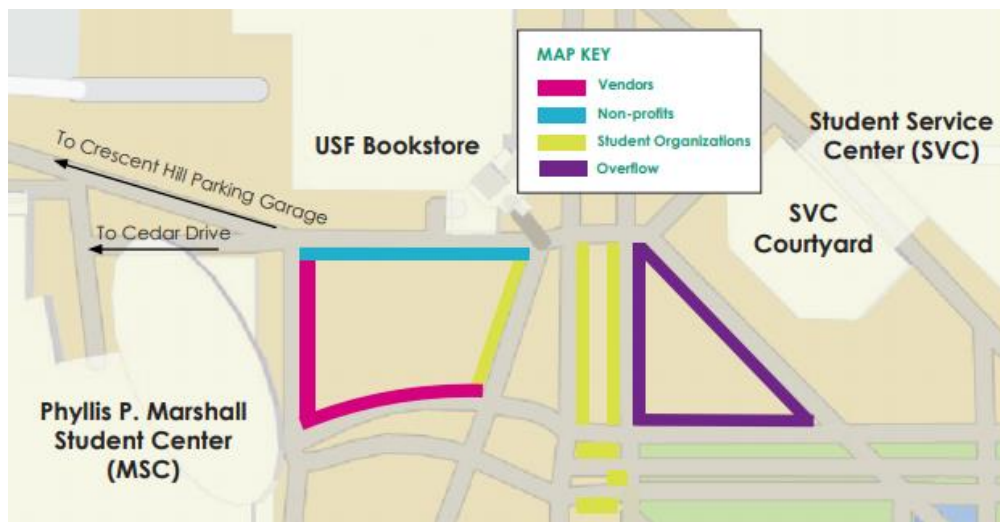 MAP KEY
Vendors
Non-profits
Student Organizations
Overflow
USF Bookstore
Student Service
Center (SVC)
To Crescent Hill Parking Garage
SVC
Courtyard
To Cedar Drive
Phyllis P. Marshall
Student Center
(MSC)